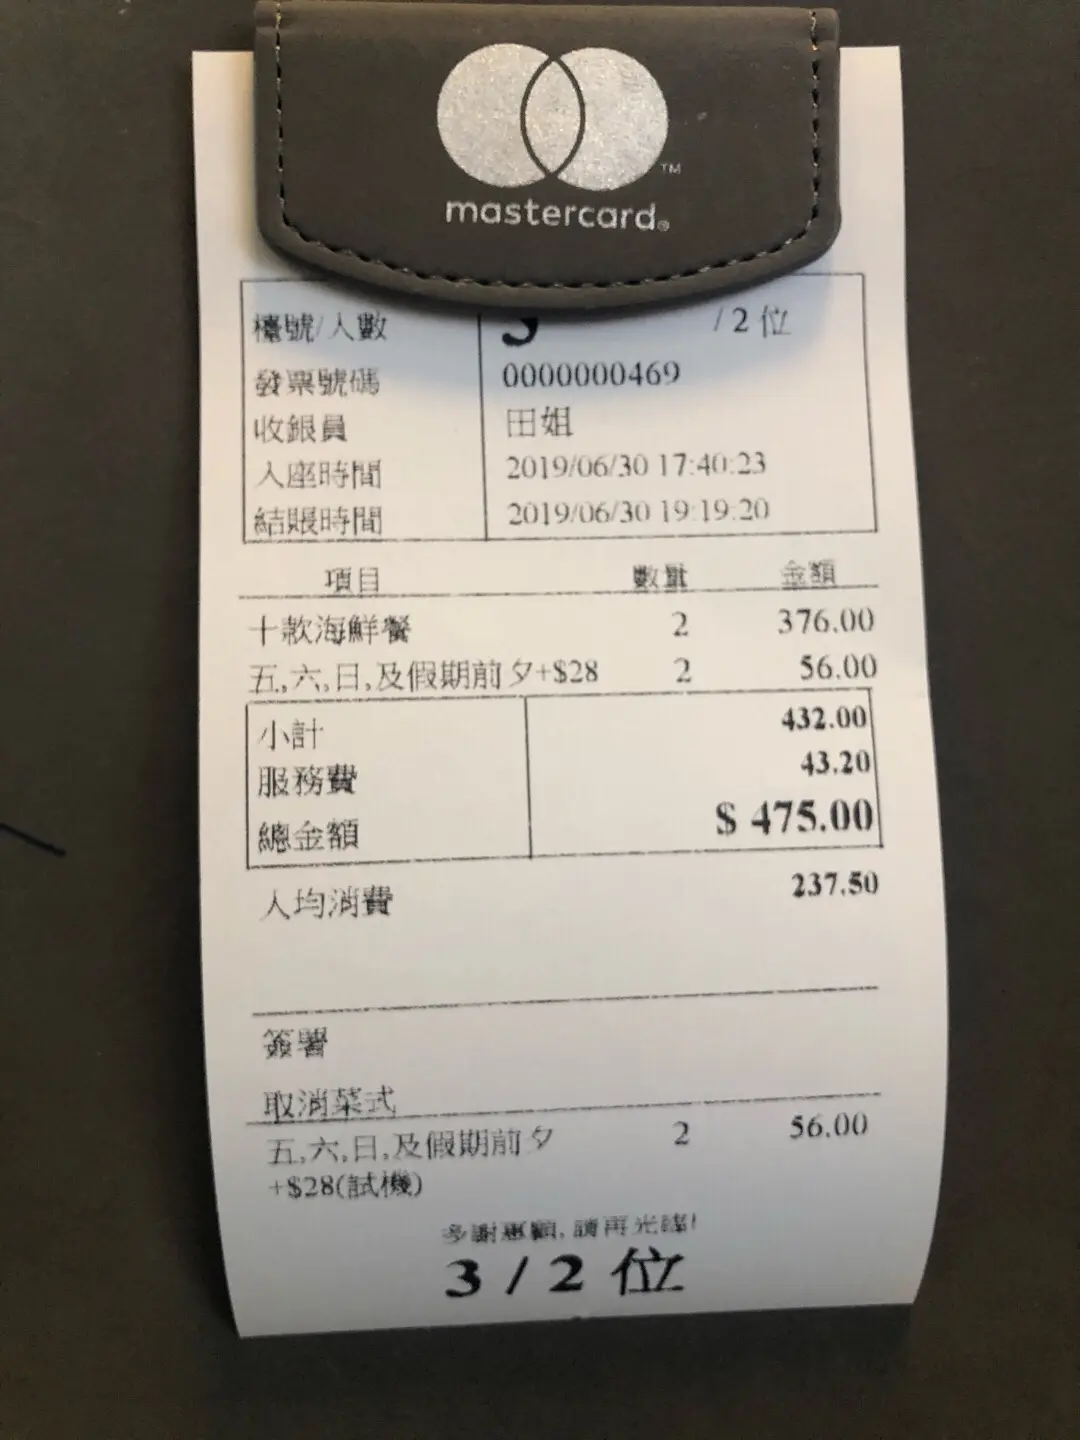 mastercard®
檯號/人數 3 / 2 位
發票號碼 0000000469
收銀員 田姐
入座時間 2019/06/30 17:40:23
結賬時間 2019/06/30 19:19:20
項目 數量 金額
十款海鮮餐 2 376.00
五,六,日,及假期前夕+$28 2 56.00
小計 432.00
服務費 43.20
總金額 $ 475.00
人均消費 237.50
簽署
取消菜式
五,六,日,及假期前夕 2 56.00
+$28(試機)
多謝惠顧, 請再光臨!
3 / 2 位